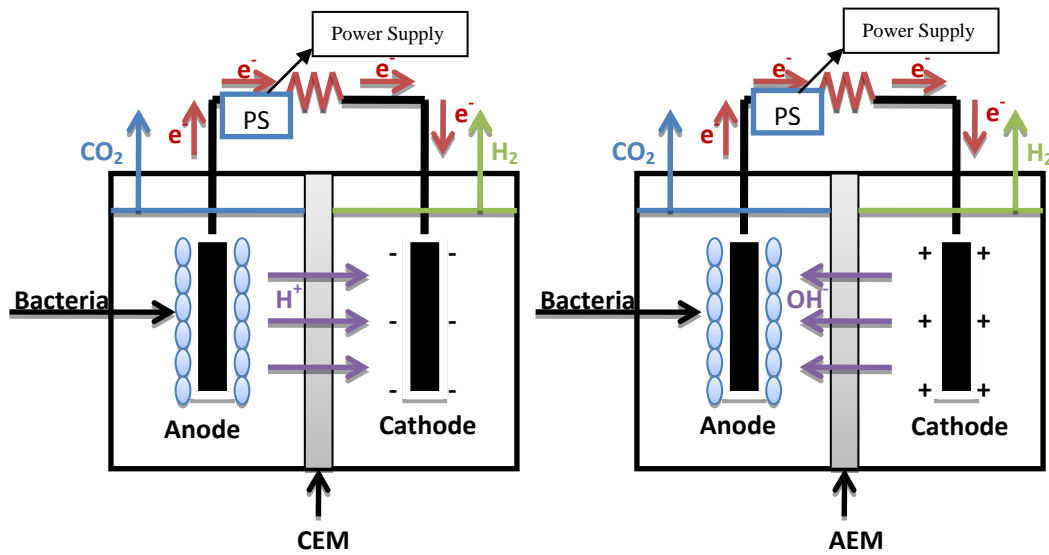 Power Supply
e-
e-
PS
e-
e-
CO₂
H₂
Bacteria
H+
-
-
-
-
-
-
Anode
Cathode
CEM
Power Supply
e-
e-
PS
e-
e-
CO₂
H₂
Bacteria
OH-
+
+
+
+
+
+
Anode
Cathode
AEM